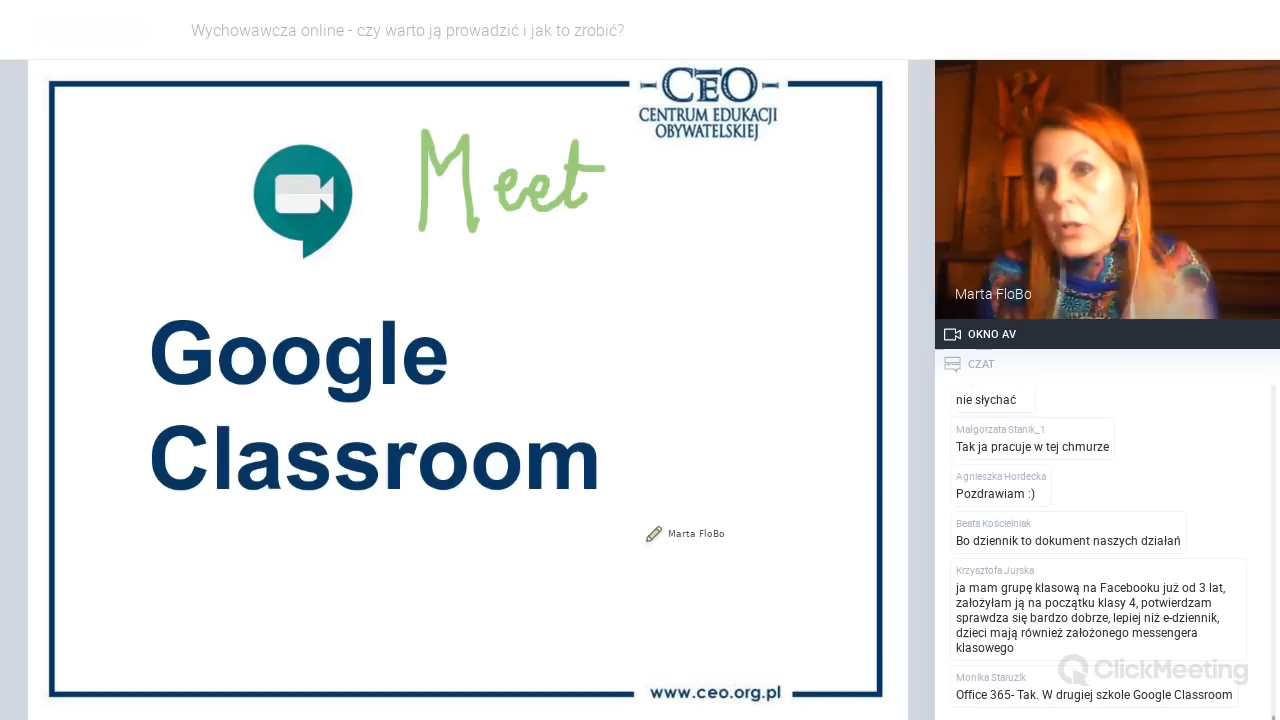 Wychowawcza online - czy warto ją prowadzić i jak to zrobić?
CEO
CENTRUM EDUKACJI
OBYWATELSKIEJ
Meet
Google
Classroom
Marta FloBo
www.ceo.org.pl
Marta FloBo
OKNO AV
CZAT
nie słychać
Małgorzata Stanik_1
Tak ja pracuje w tej chmurze
Agnieszka Hordecka
Pozdrawiam :)
Beata Kościelniak
Bo dziennik to dokument naszych działań
Krzysztofa Jurska
ja mam grupę klasową na Facebooku już od 3 lat,
założyłam ją na początku klasy 4, potwierdzam
sprawdza się bardzo dobrze, lepiej niż e-dziennik,
dzieci mają również założonego messengera
klasowego
ClickMeeting
Monika Staruzik
Office 365- Tak. W drugiej szkole Google Classroom